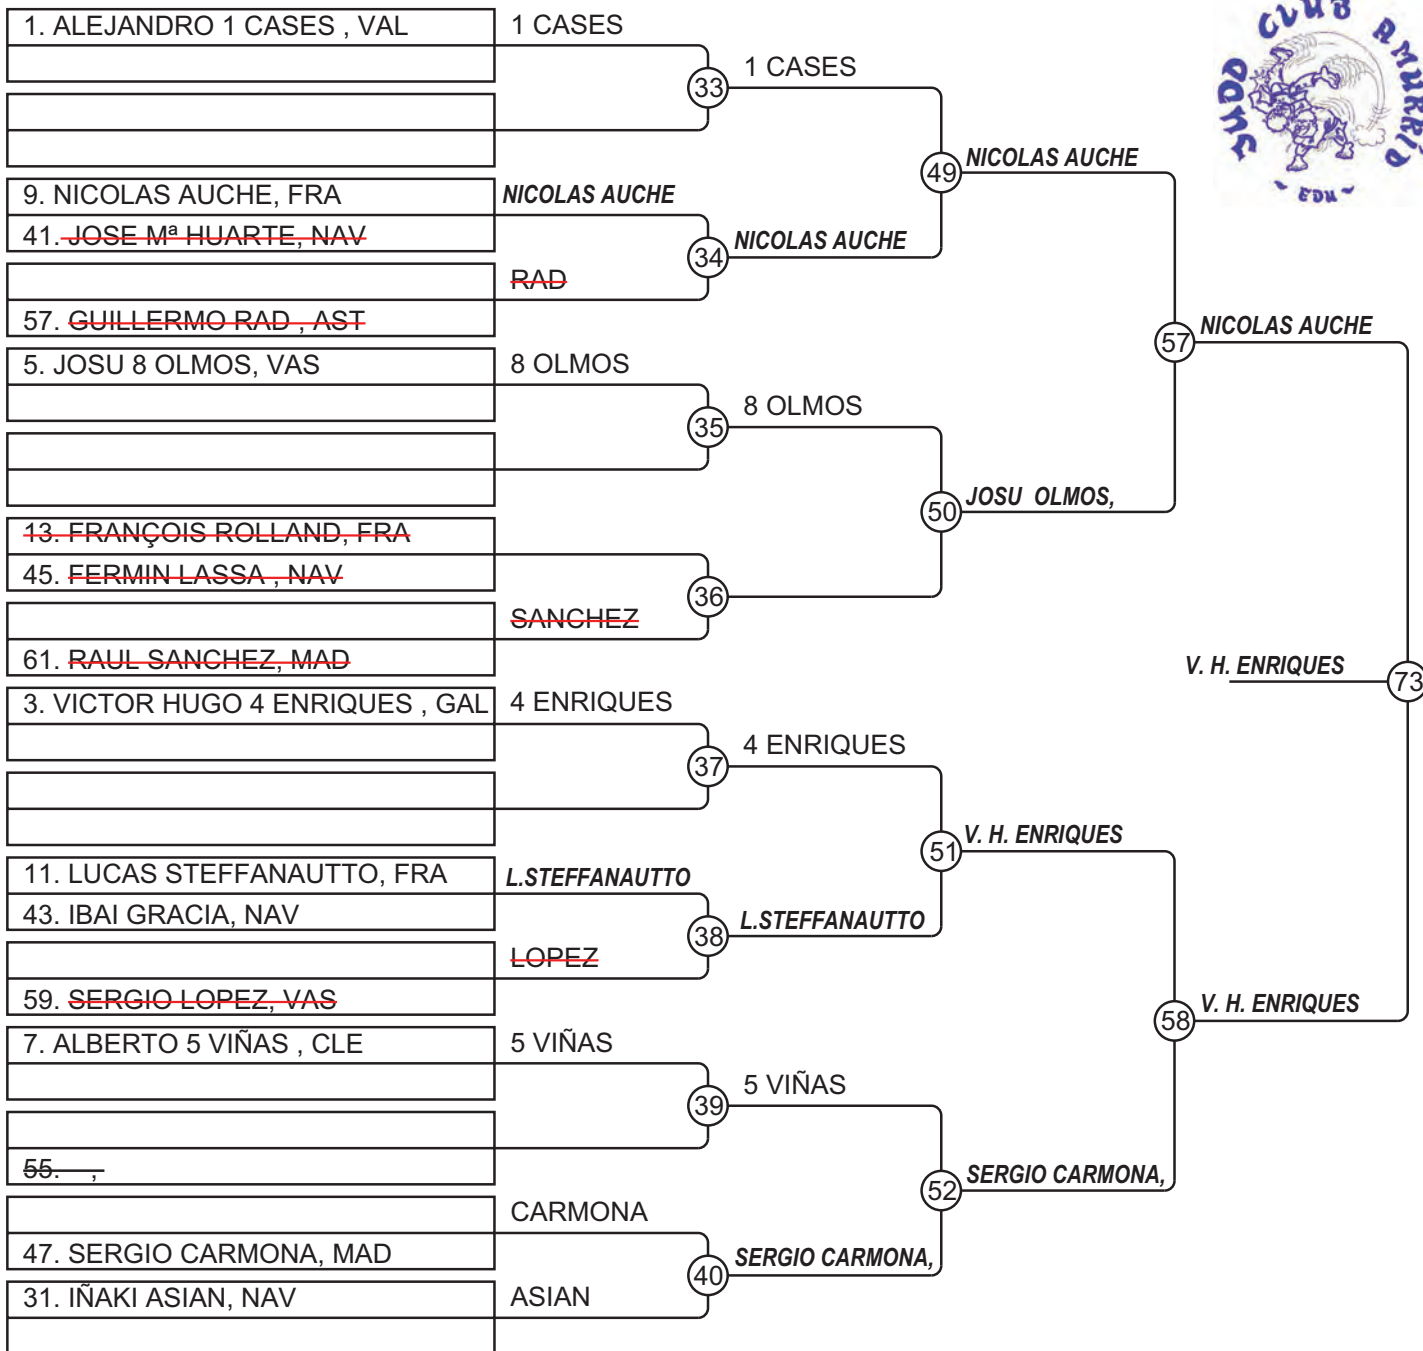 1. ALEJANDRO 1 CASES , VAL
1 CASES
33
1 CASES
49
NICOLAS AUCHE
9. NICOLAS AUCHE, FRA
NICOLAS AUCHE
41. JOSE Mª HUARTE, NAV
34
NICOLAS AUCHE
RAD
57. GUILLERMO RAD , AST
57
NICOLAS AUCHE
5. JOSU 8 OLMOS, VAS
8 OLMOS
35
8 OLMOS
50
JOSU OLMOS,
13. FRANÇOIS ROLLAND, FRA
45. FERMIN LASSA , NAV
36
SANCHEZ
61. RAUL SANCHEZ, MAD
V. H. ENRIQUES
73
3. VICTOR HUGO 4 ENRIQUES , GAL
4 ENRIQUES
37
4 ENRIQUES
51
V. H. ENRIQUES
11. LUCAS STEFFANAUTTO, FRA
L.STEFFANAUTTO
43. IBAI GRACIA, NAV
38
L.STEFFANAUTTO
LOPEZ
59. SERGIO LOPEZ, VAS
58
V. H. ENRIQUES
7. ALBERTO 5 VIÑAS , CLE
5 VIÑAS
39
5 VIÑAS
55. ,
52
SERGIO CARMONA,
CARMONA
47. SERGIO CARMONA, MAD
40
SERGIO CARMONA,
31. IÑAKI ASIAN, NAV
ASIAN
JUDO CLUB AMURRIO
~ EDU ~